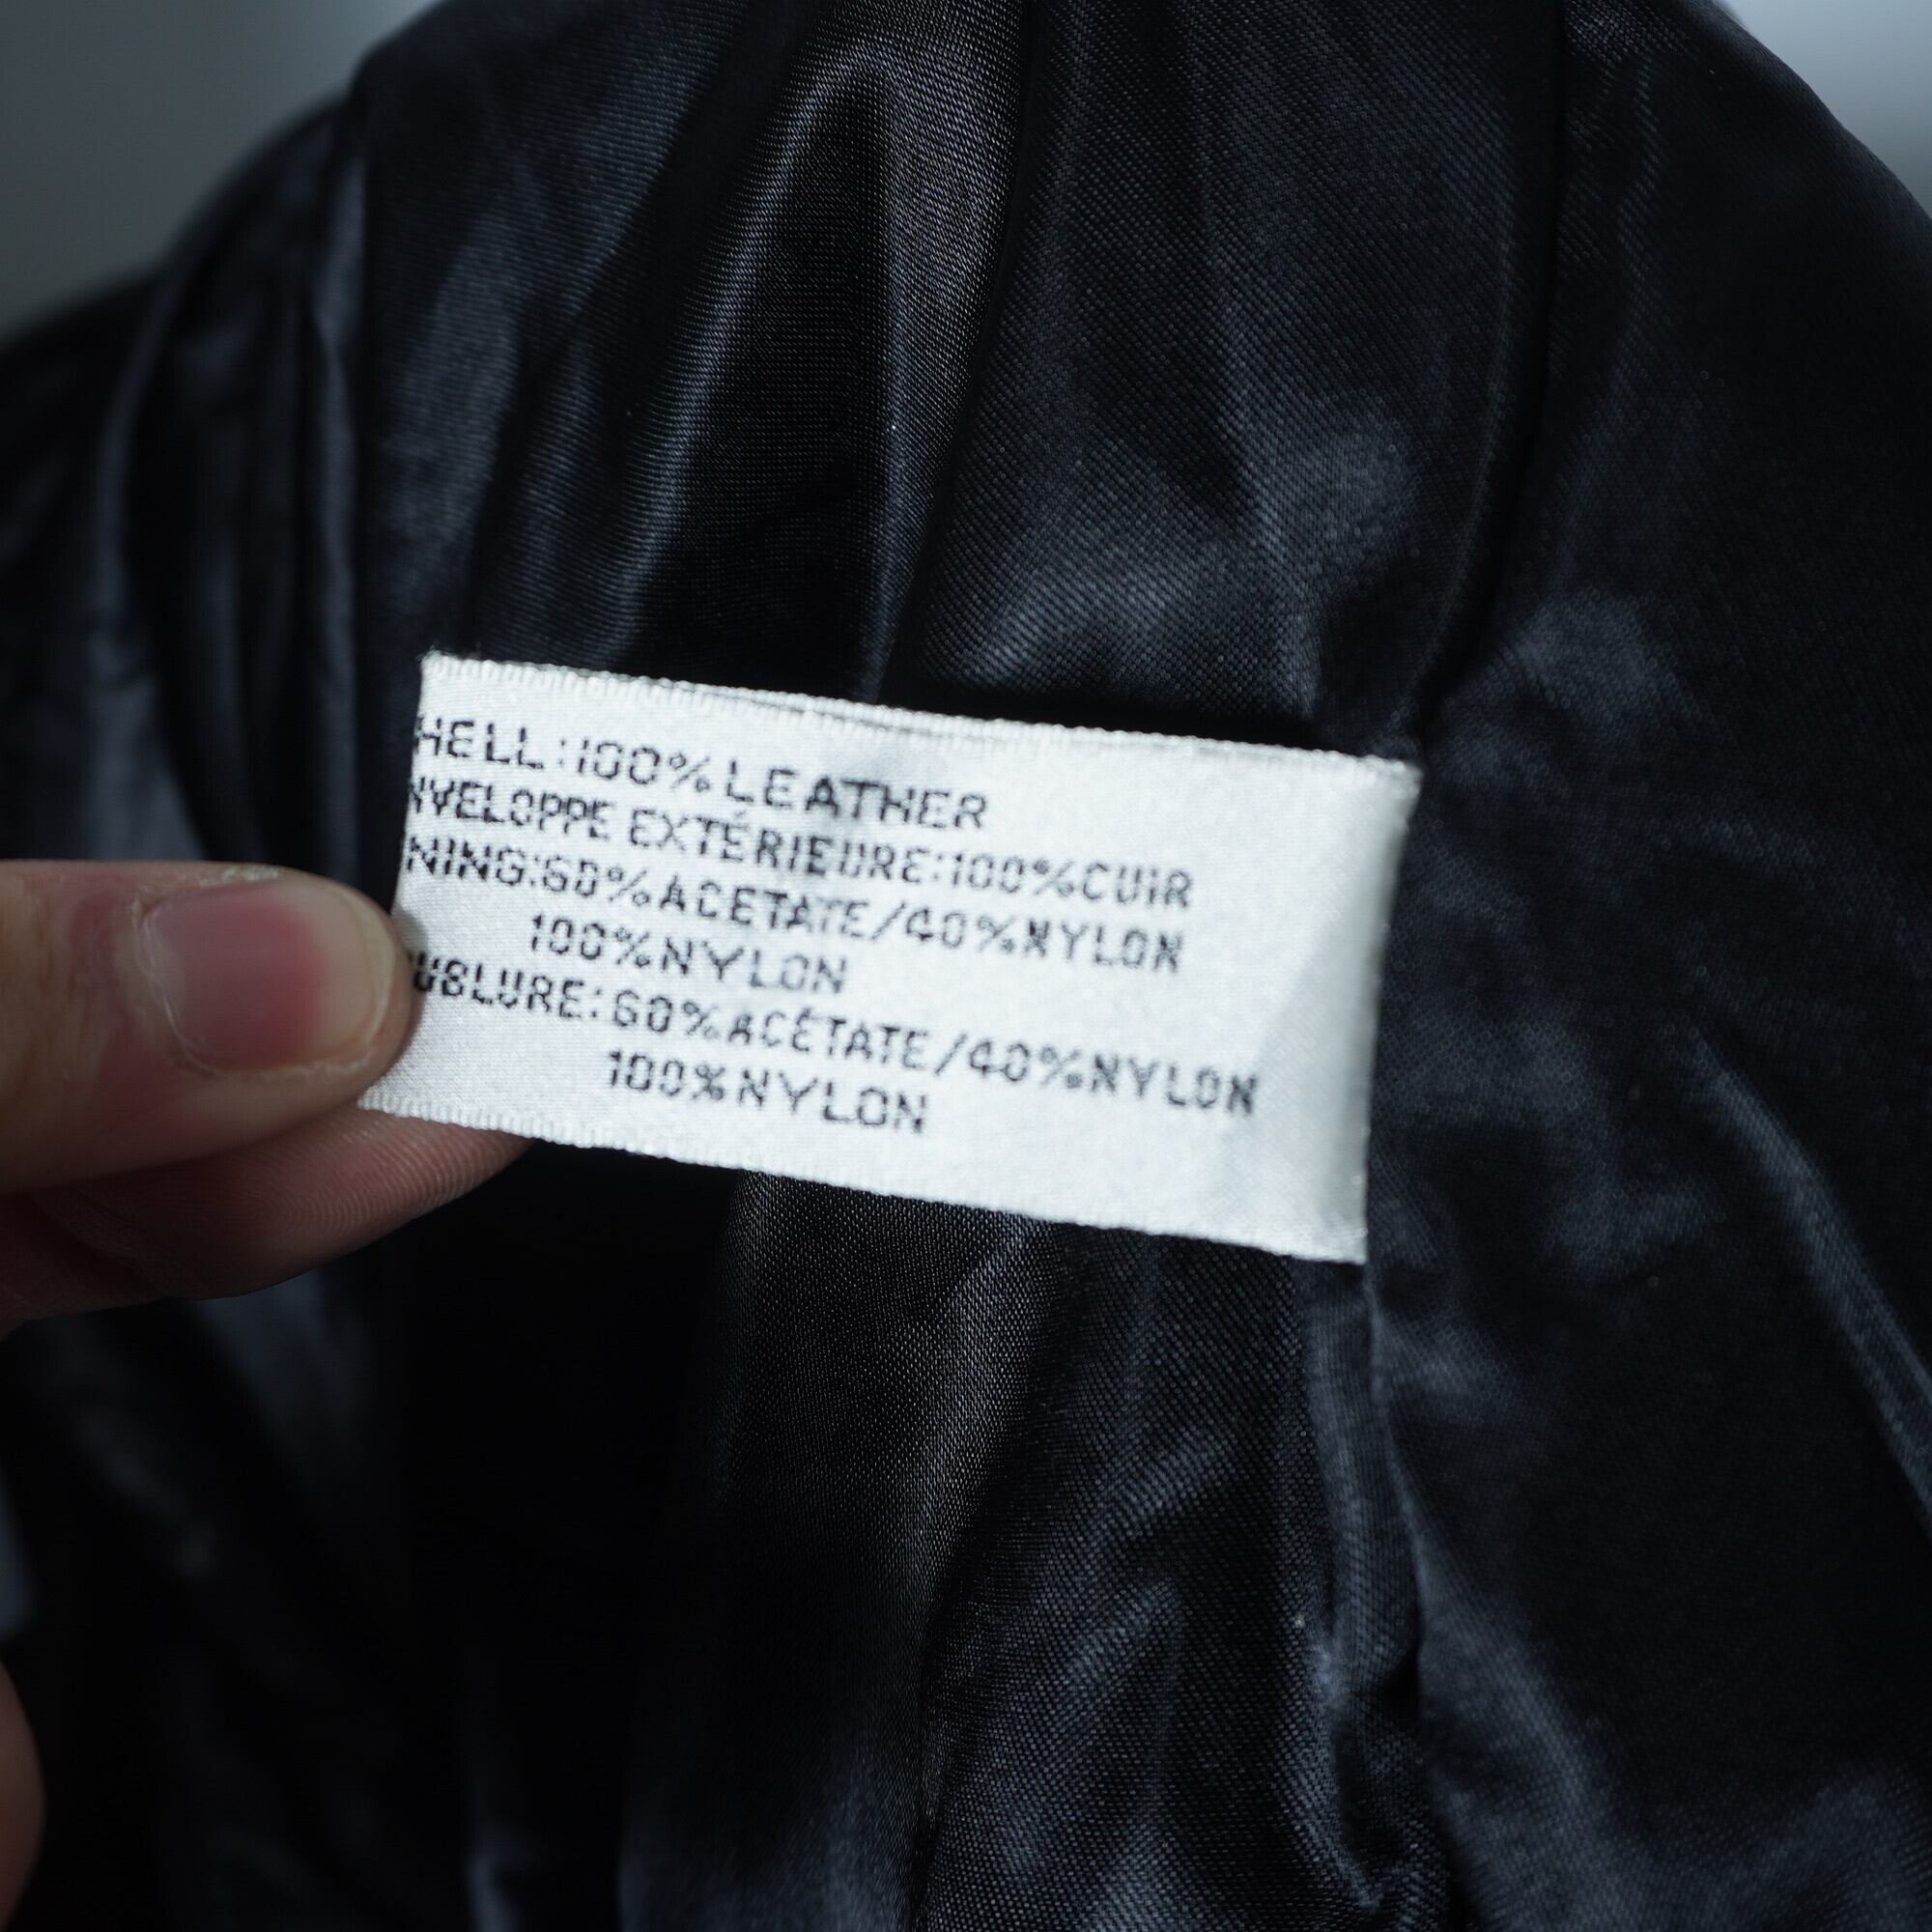 HELL:100%LEATHER
NVELOPPE EXTÉRIEURE:100%CUIR
NING:60%ACETATE/40%NYLON
100%NYLON
UBLURE:60%ACÉTATE/40%NYLON
100%NYLON